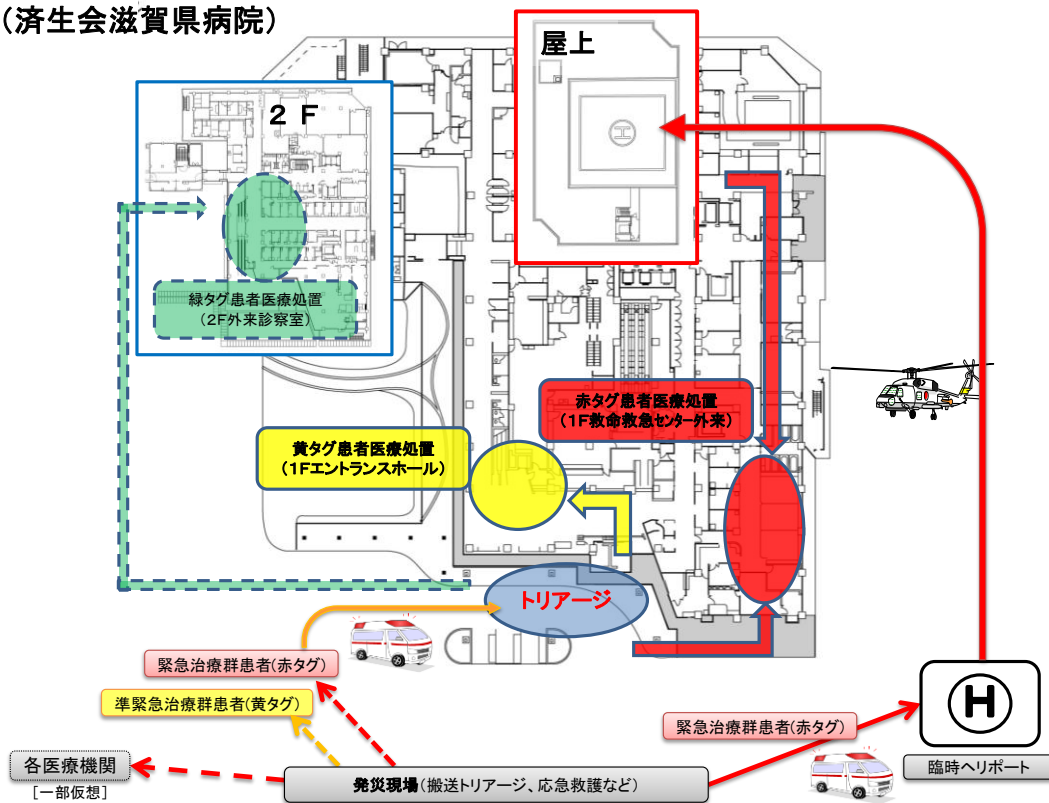 (済生会滋賀県病院)
屋上
H
2 F
緑タグ患者医療処置
(2F外来診察室)
赤タグ患者医療処置
(1F救命救急センター外来)
黄タグ患者医療処置
(1Fエントランスホール)
トリアージ
緊急治療群患者(赤タグ)
準緊急治療群患者(黄タグ)
緊急治療群患者(赤タグ)
H
臨時ヘリポート
各医療機関
[一部仮想]
発災現場(搬送トリアージ、応急救護など)